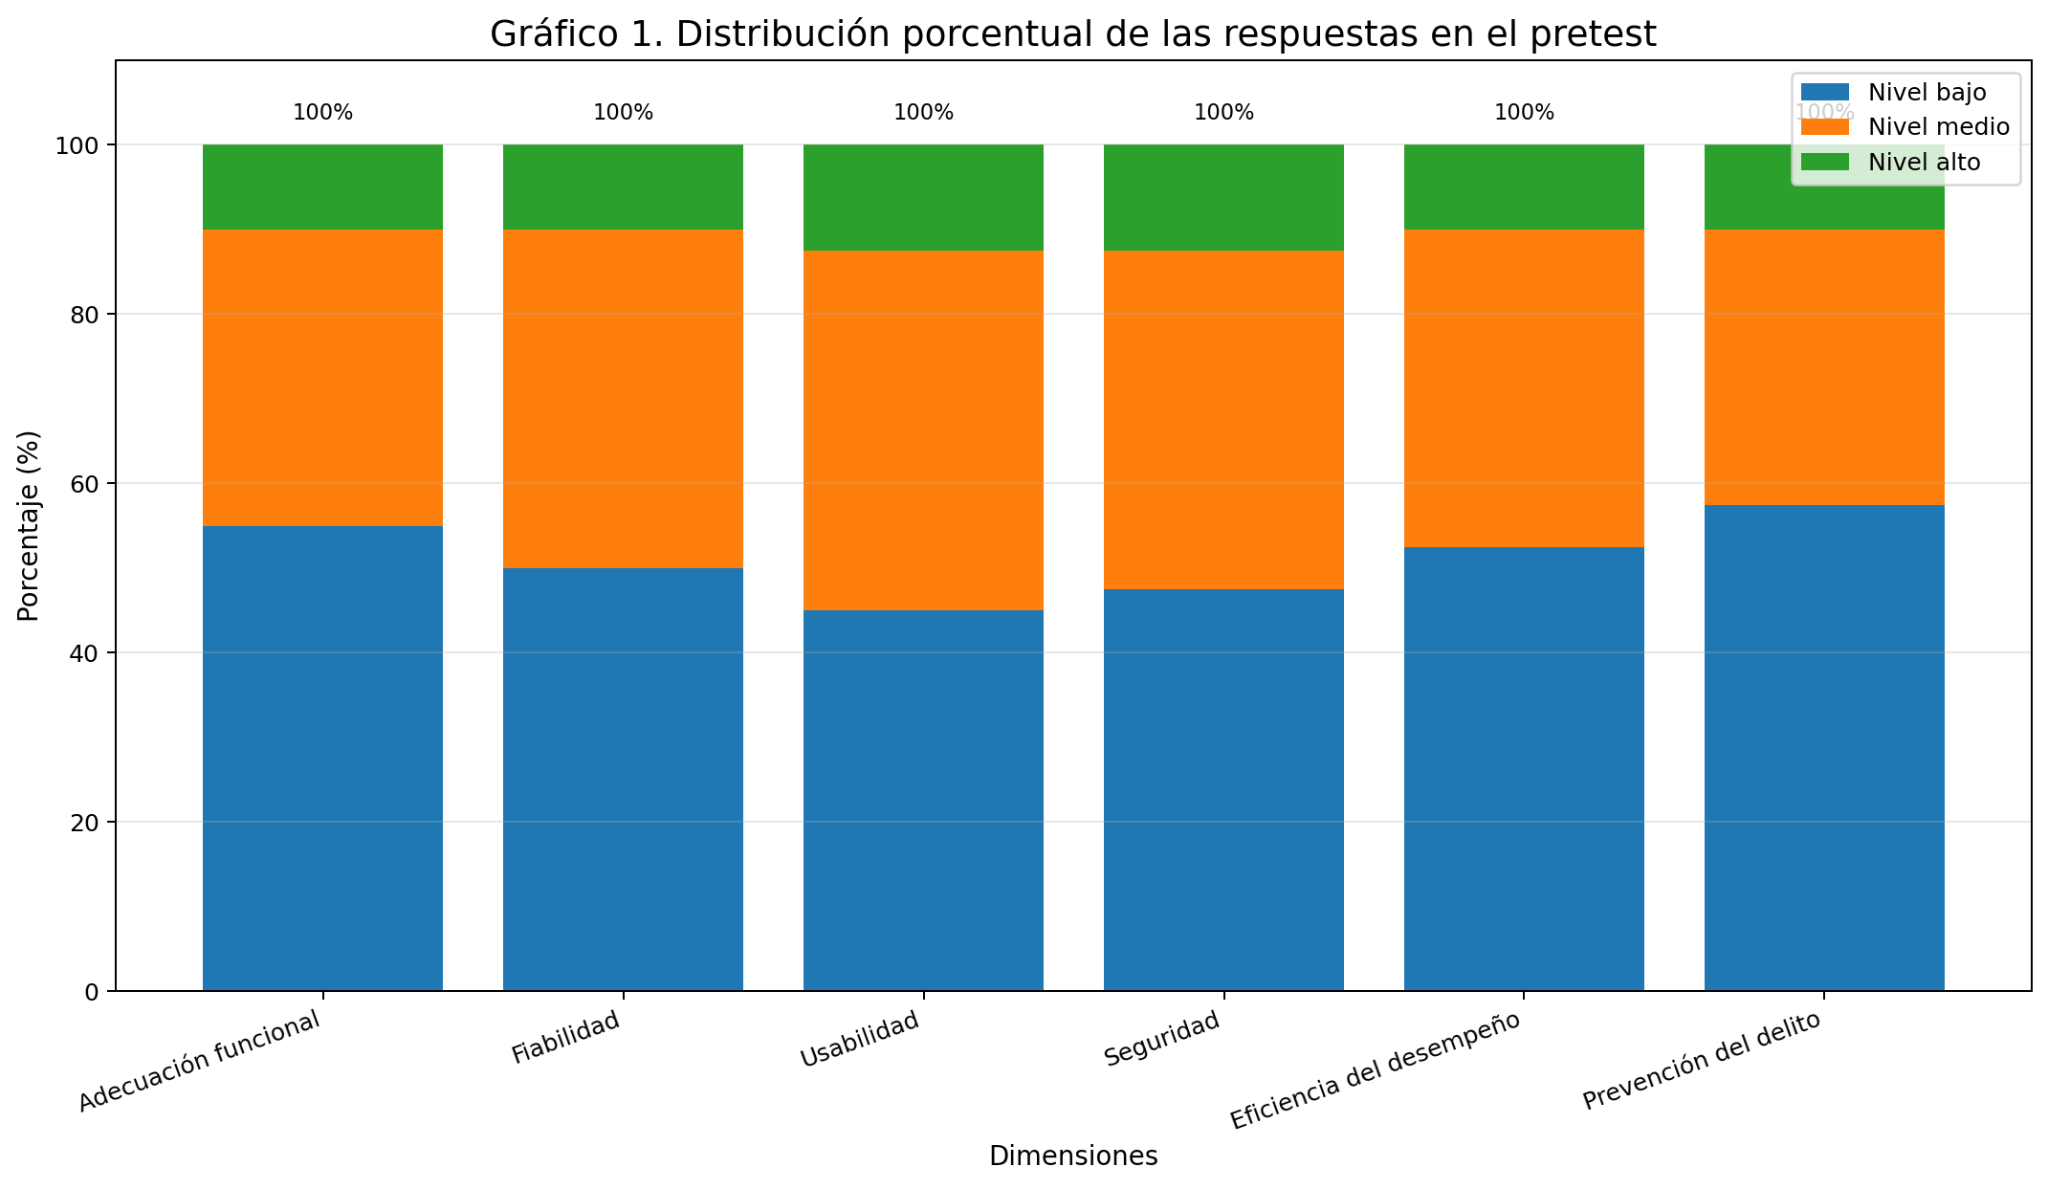 Gráfico 1. Distribución porcentual de las respuestas en el pretest
100% 100% 100% 100% 100% 100%
Nivel bajo
Nivel medio
Nivel alto
Porcentaje (%)
100
80
60
40
20
0
Adecuación funcional
Fiabilidad
Usabilidad
Seguridad
Eficiencia del desempeño
Prevención del delito
Dimensiones